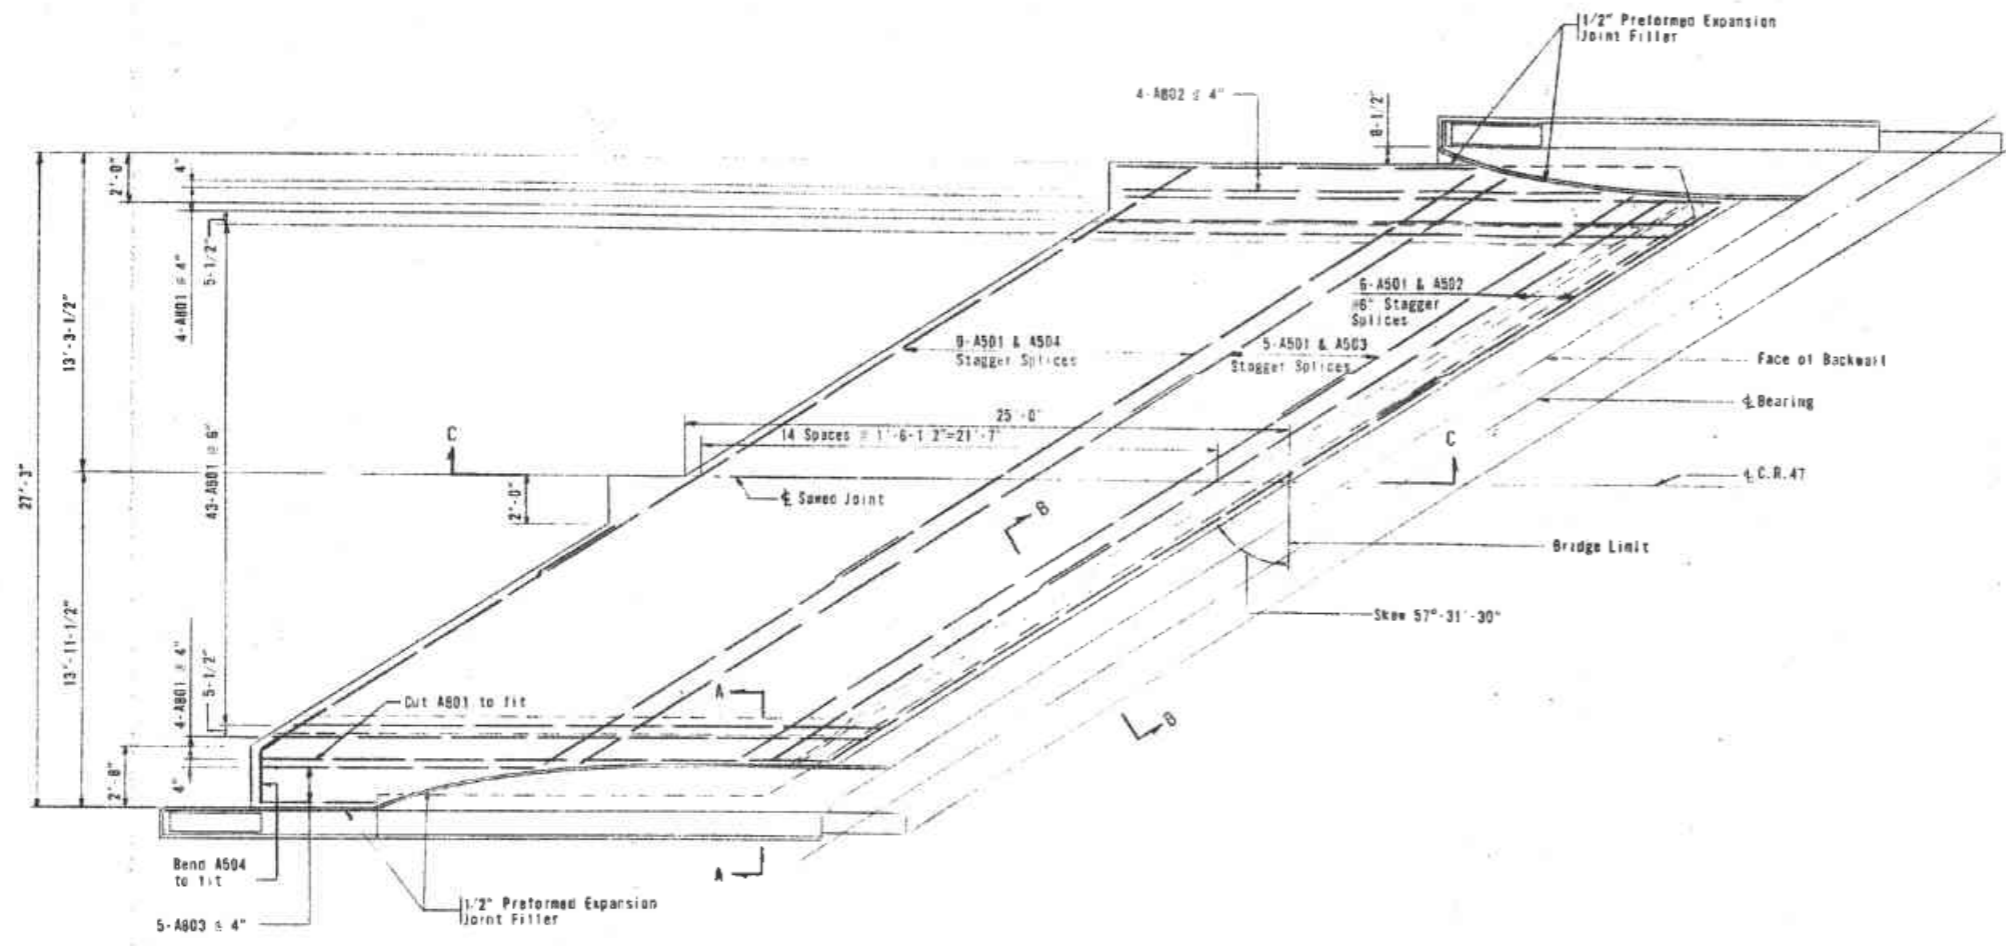 1/2" Preformed Expansion
Joint Filler
4-A802 @ 4"
8-1/2"
2'-0"
4"
4-A801 @ 4"
5-1/2"
13'-3-1/2"
27'-3"
6-A501 & A502
@6" Stagger
Splices
9-A501 & A504
Stagger Splices
5-A501 & A503
Stagger Splices
Face of Backwall
℄ Bearing
25'-0"
14 Spaces @ 1'-6-1/2"=21'-7"
C
C
℄ C.R.47
43-A801 @ 6"
2'-0"
℄ Sawed Joint
B
Bridge Limit
Skew 57°-31'-30"
13'-11-1/2"
4-A801 @ 4"
5-1/2"
A
Cut A801 to fit
B
2'-8"
4"
Bend A504
to fit
A
1/2" Preformed Expansion
Joint Filler
5-A803 @ 4"